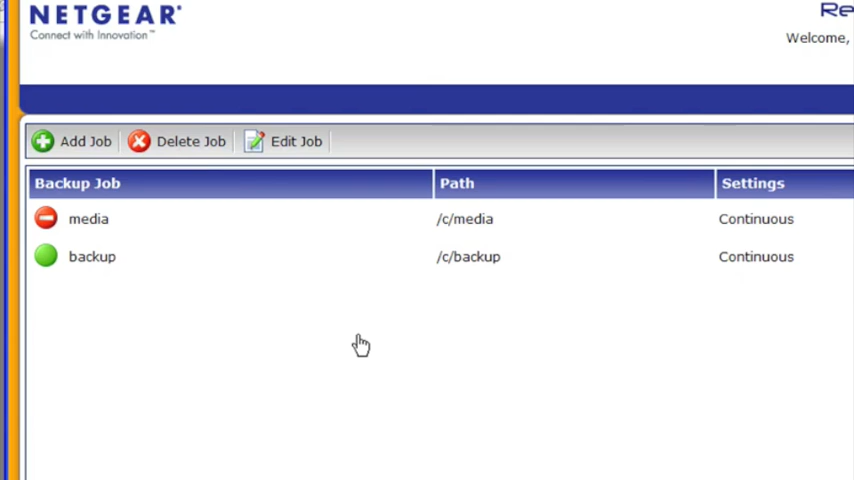 NETGEAR®
Connect with Innovation™
Re
Welcome,
Add Job
Delete Job
Edit Job
Backup Job
Path
Settings
media
/c/media
Continuous
backup
/c/backup
Continuous